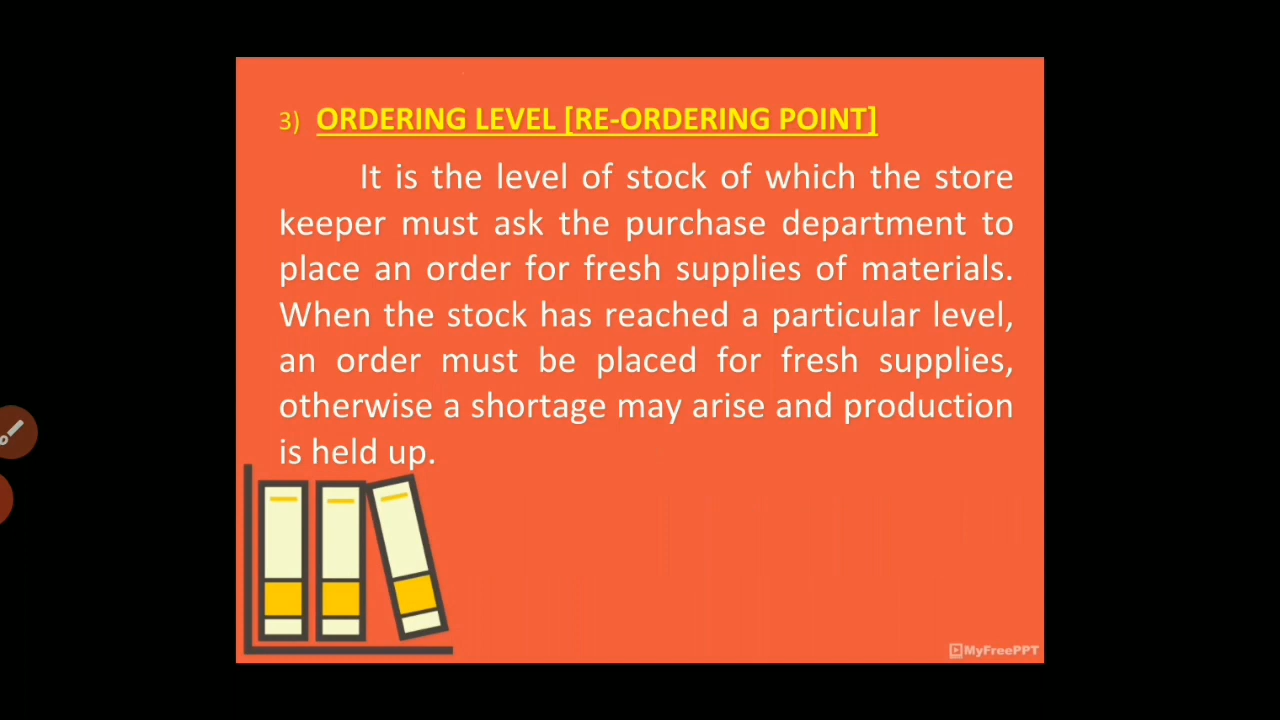 3) ORDERING LEVEL [RE-ORDERING POINT]
It is the level of stock of which the store
keeper must ask the purchase department to
place an order for fresh supplies of materials.
When the stock has reached a particular level,
an order must be placed for fresh supplies,
otherwise a shortage may arise and production
is held up.
MyFreePPT